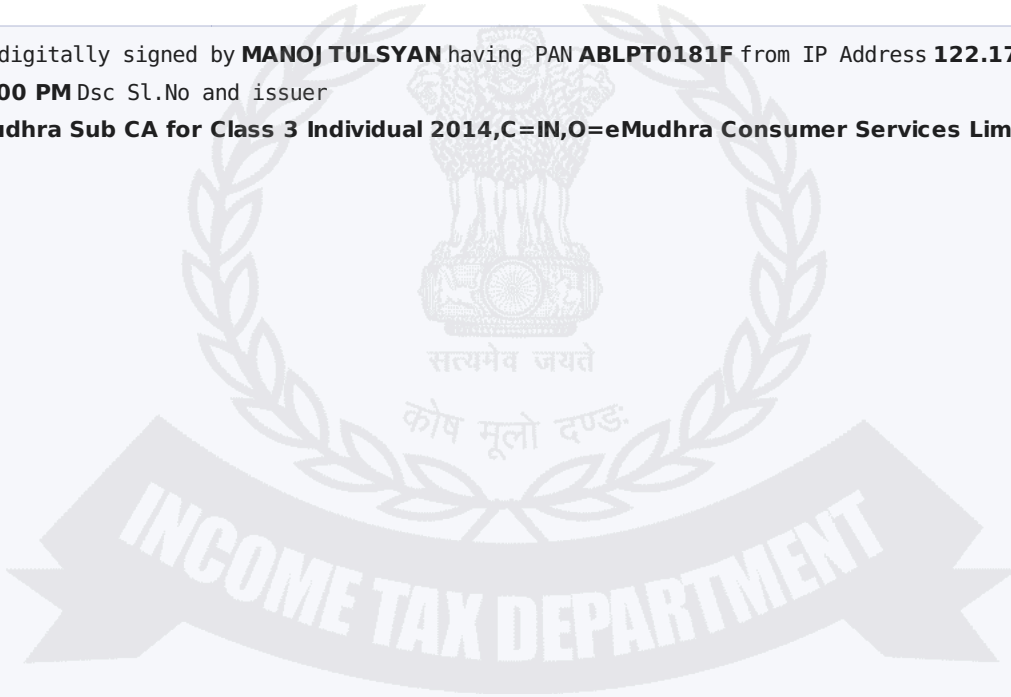 digitally signed by MANOJ TULSYAN having PAN ABLPT0181F from IP Address 122.17
00 PM Dsc Sl.No and issuer
udhra Sub CA for Class 3 Individual 2014,C=IN,O=eMudhra Consumer Services Lim
सत्यमेव जयते
कोष मूलो दण्ड:
INCOME TAX DEPARTMENT